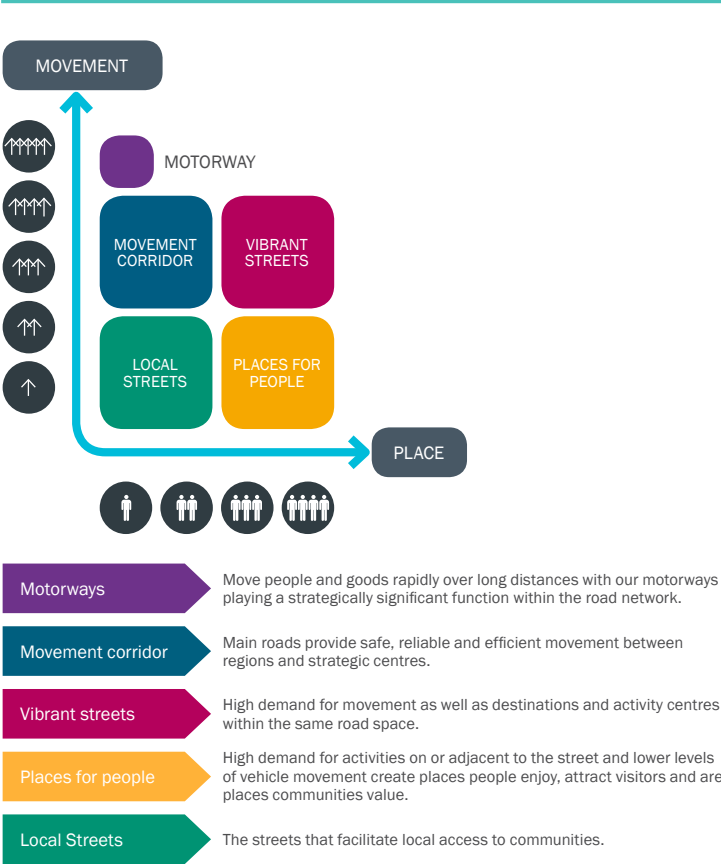 MOVEMENT
MOTORWAY
MOVEMENT
CORRIDOR
VIBRANT
STREETS
LOCAL
STREETS
PLACES FOR
PEOPLE
PLACE
Motorways
Move people and goods rapidly over long distances with our motorways
playing a strategically significant function within the road network.
Movement corridor
Main roads provide safe, reliable and efficient movement between
regions and strategic centres.
Vibrant streets
High demand for movement as well as destinations and activity centres
within the same road space.
Places for people
High demand for activities on or adjacent to the street and lower levels
of vehicle movement create places people enjoy, attract visitors and are
places communities value.
Local Streets
The streets that facilitate local access to communities.